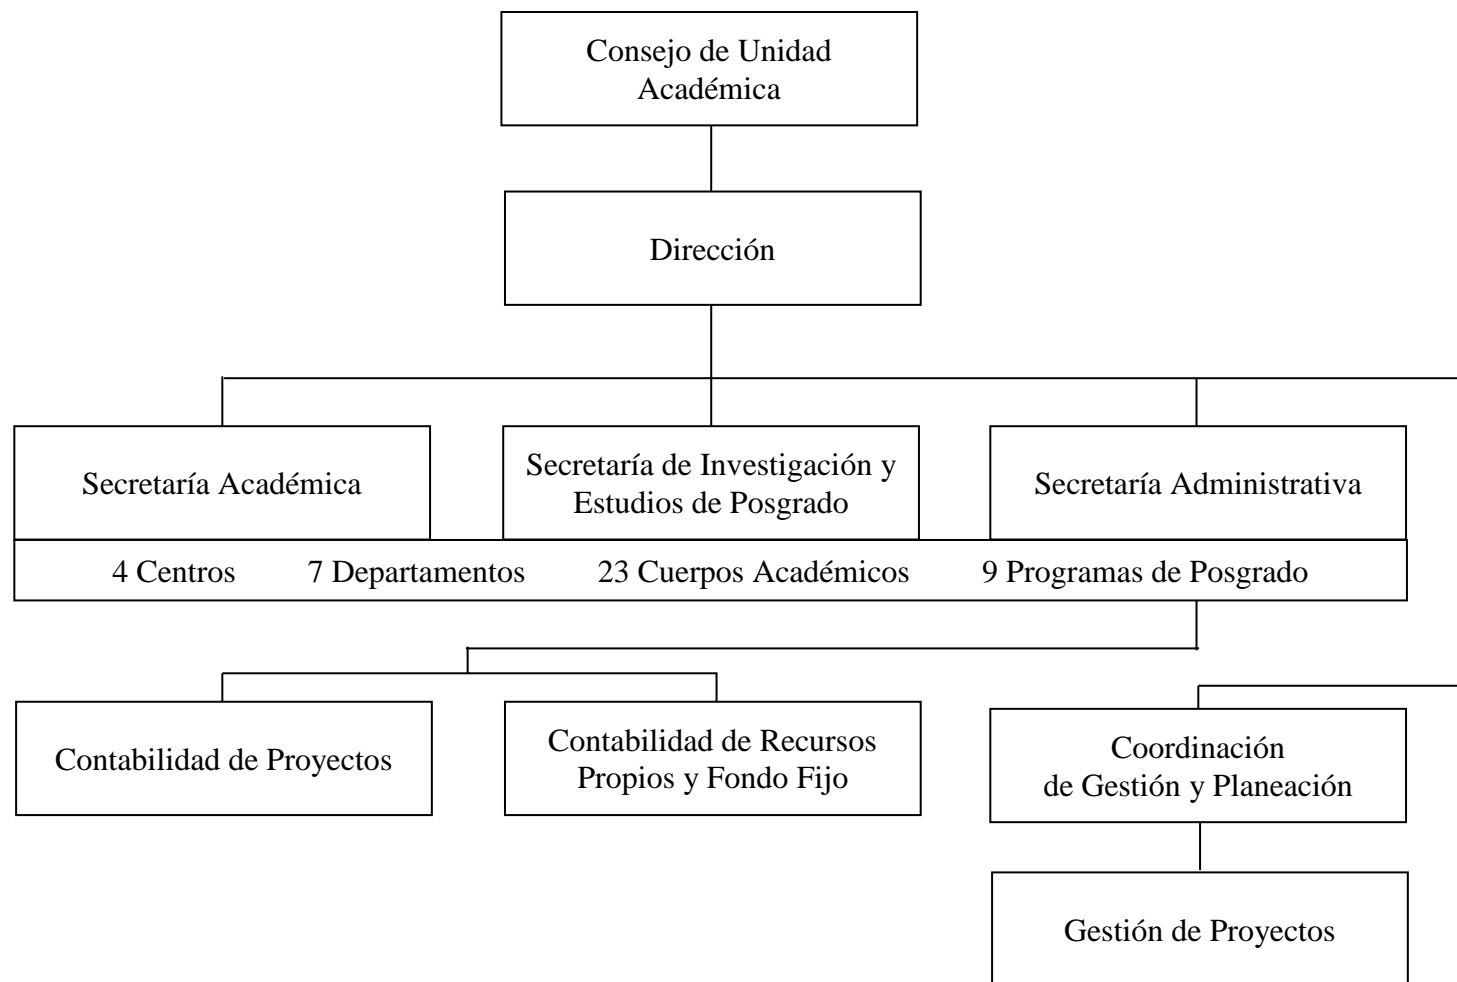 Consejo de Unidad
Académica
Dirección
Secretaría Académica
Secretaría de Investigación y
Estudios de Posgrado
Secretaría Administrativa
4 Centros 7 Departamentos 23 Cuerpos Académicos 9 Programas de Posgrado
Contabilidad de Proyectos
Contabilidad de Recursos
Propios y Fondo Fijo
Coordinación
de Gestión y Planeación
Gestión de Proyectos